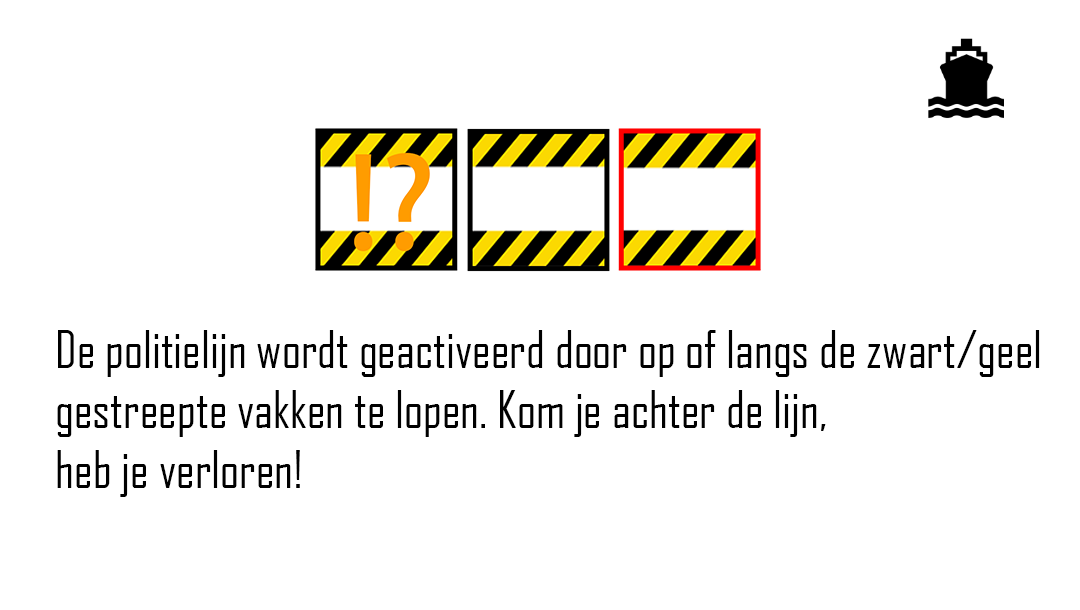 !?
De politielijn wordt geactiveerd door op of langs de zwart/geel
gestreepte vakken te lopen. Kom je achter de lijn,
heb je verloren!